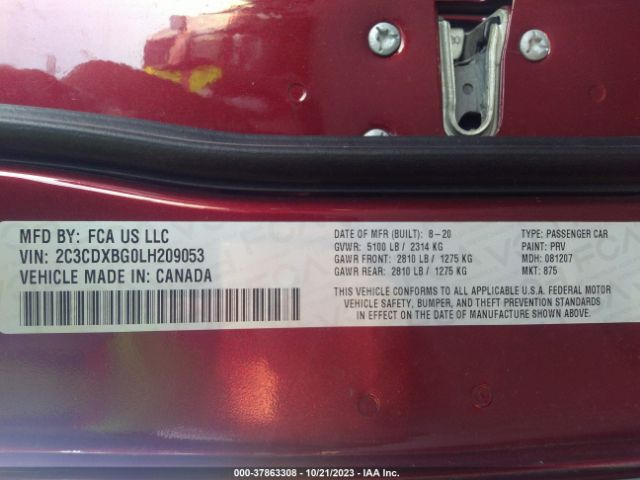 MFD BY: FCA US LLC
VIN: 2C3CDXBG0LH209053
VEHICLE MADE IN: CANADA
DATE OF MFR (BUILT): 8-20
GVWR: 5100 LB / 2314 KG
GAWR FRONT: 2810 LB / 1275 KG
GAWR REAR: 2810 LB / 1275 KG
TYPE: PASSENGER CAR
PAINT: PRV
MDH: 081207
MKT: 875
THIS VEHICLE CONFORMS TO ALL APPLICABLE U.S.A. FEDERAL MOTOR
VEHICLE SAFETY, BUMPER, AND THEFT PREVENTION STANDARDS
IN EFFECT ON THE DATE OF MANUFACTURE SHOWN ABOVE.
000-37863308 - 10/21/2023 - IAA Inc.